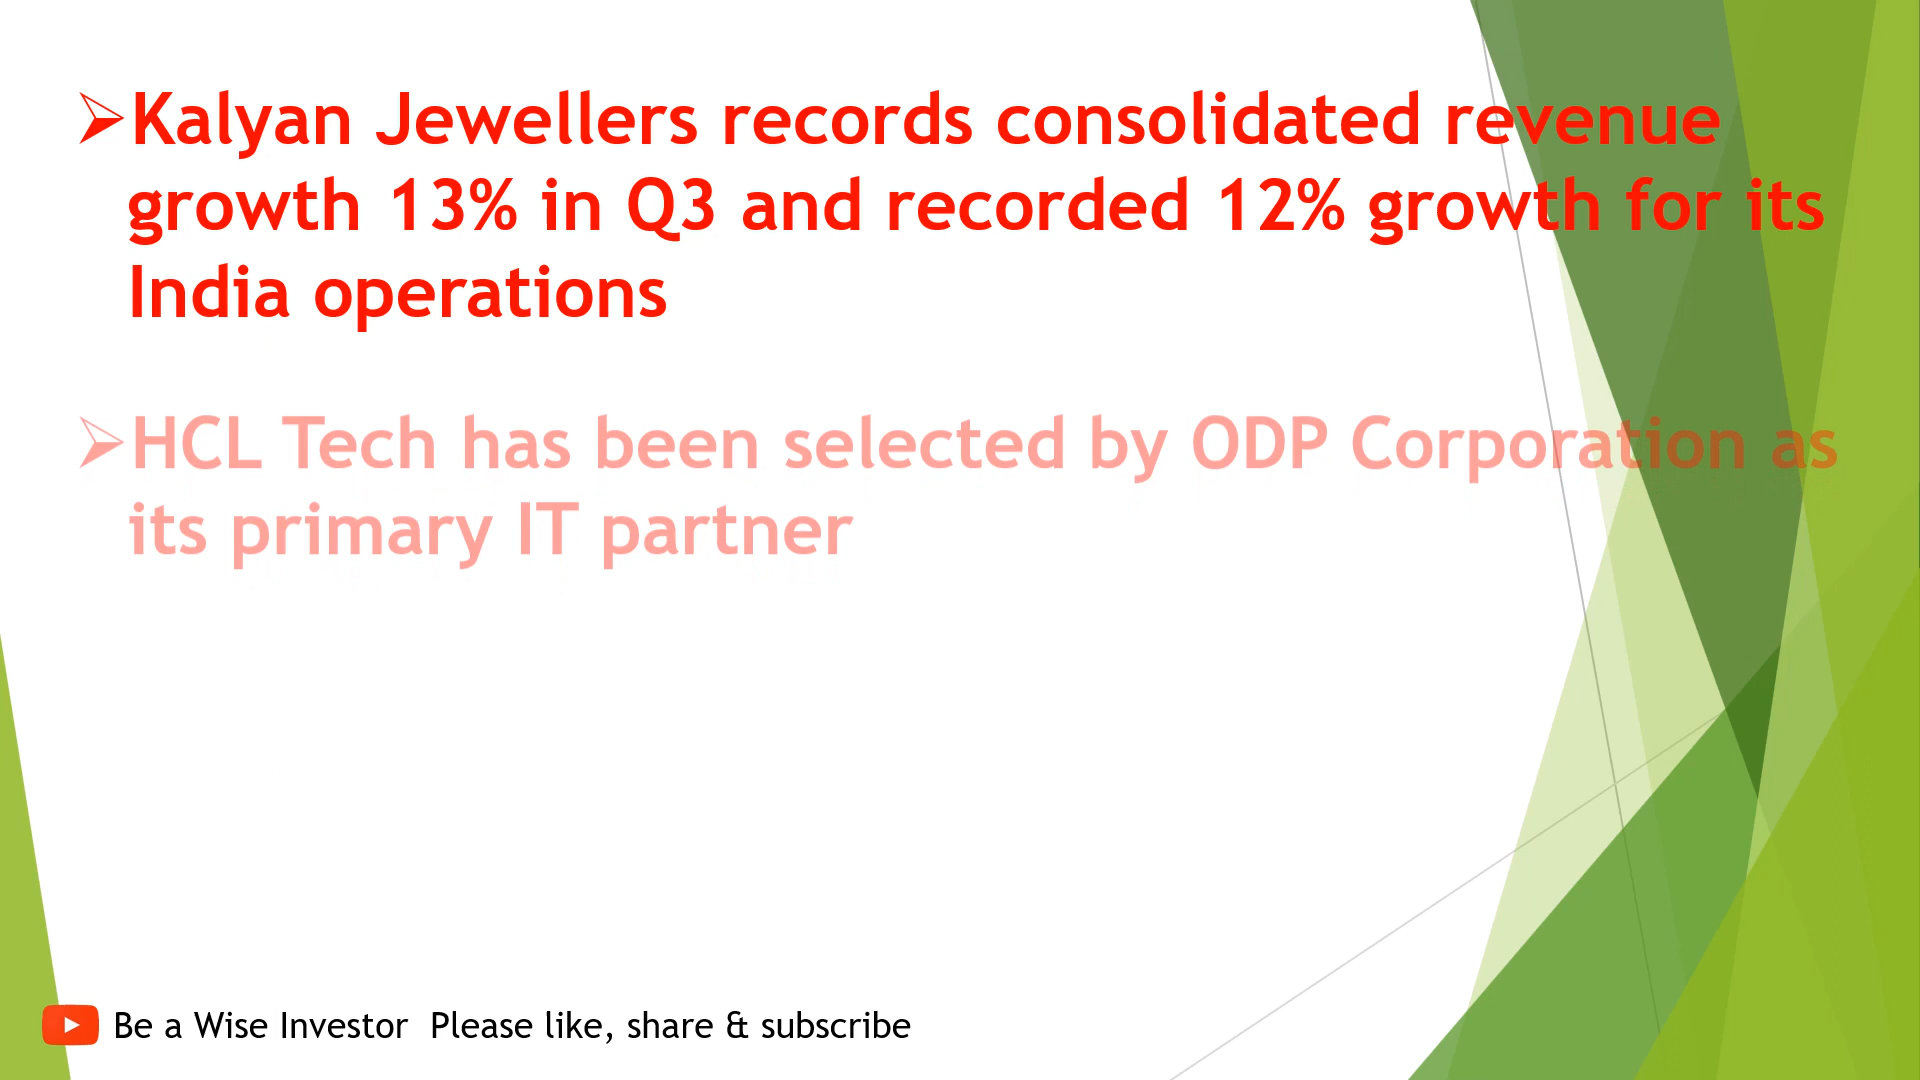 ➢Kalyan Jewellers records consolidated revenue
growth 13% in Q3 and recorded 12% growth for its
India operations
➢HCL Tech has been selected by ODP Corporation as
its primary IT partner
Be a Wise Investor  Please like, share & subscribe